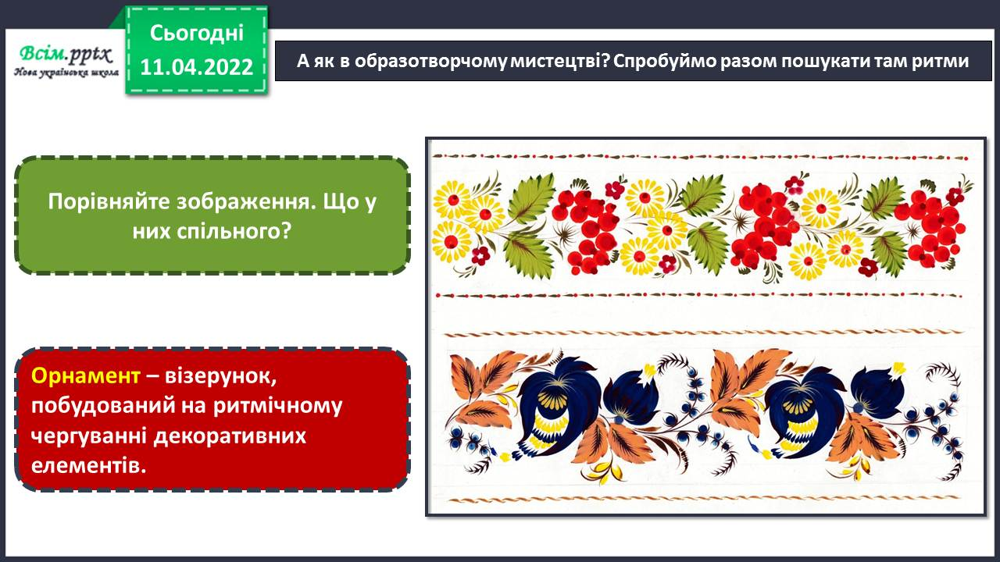 Всім.pptx
Нова українська школа
Сьогодні
11.04.2022
А як в образотворчому мистецтві? Спробуймо разом пошукати там ритми
Порівняйте зображення. Що у
них спільного?
Орнамент – візерунок,
побудований на ритмічному
чергуванні декоративних
елементів.